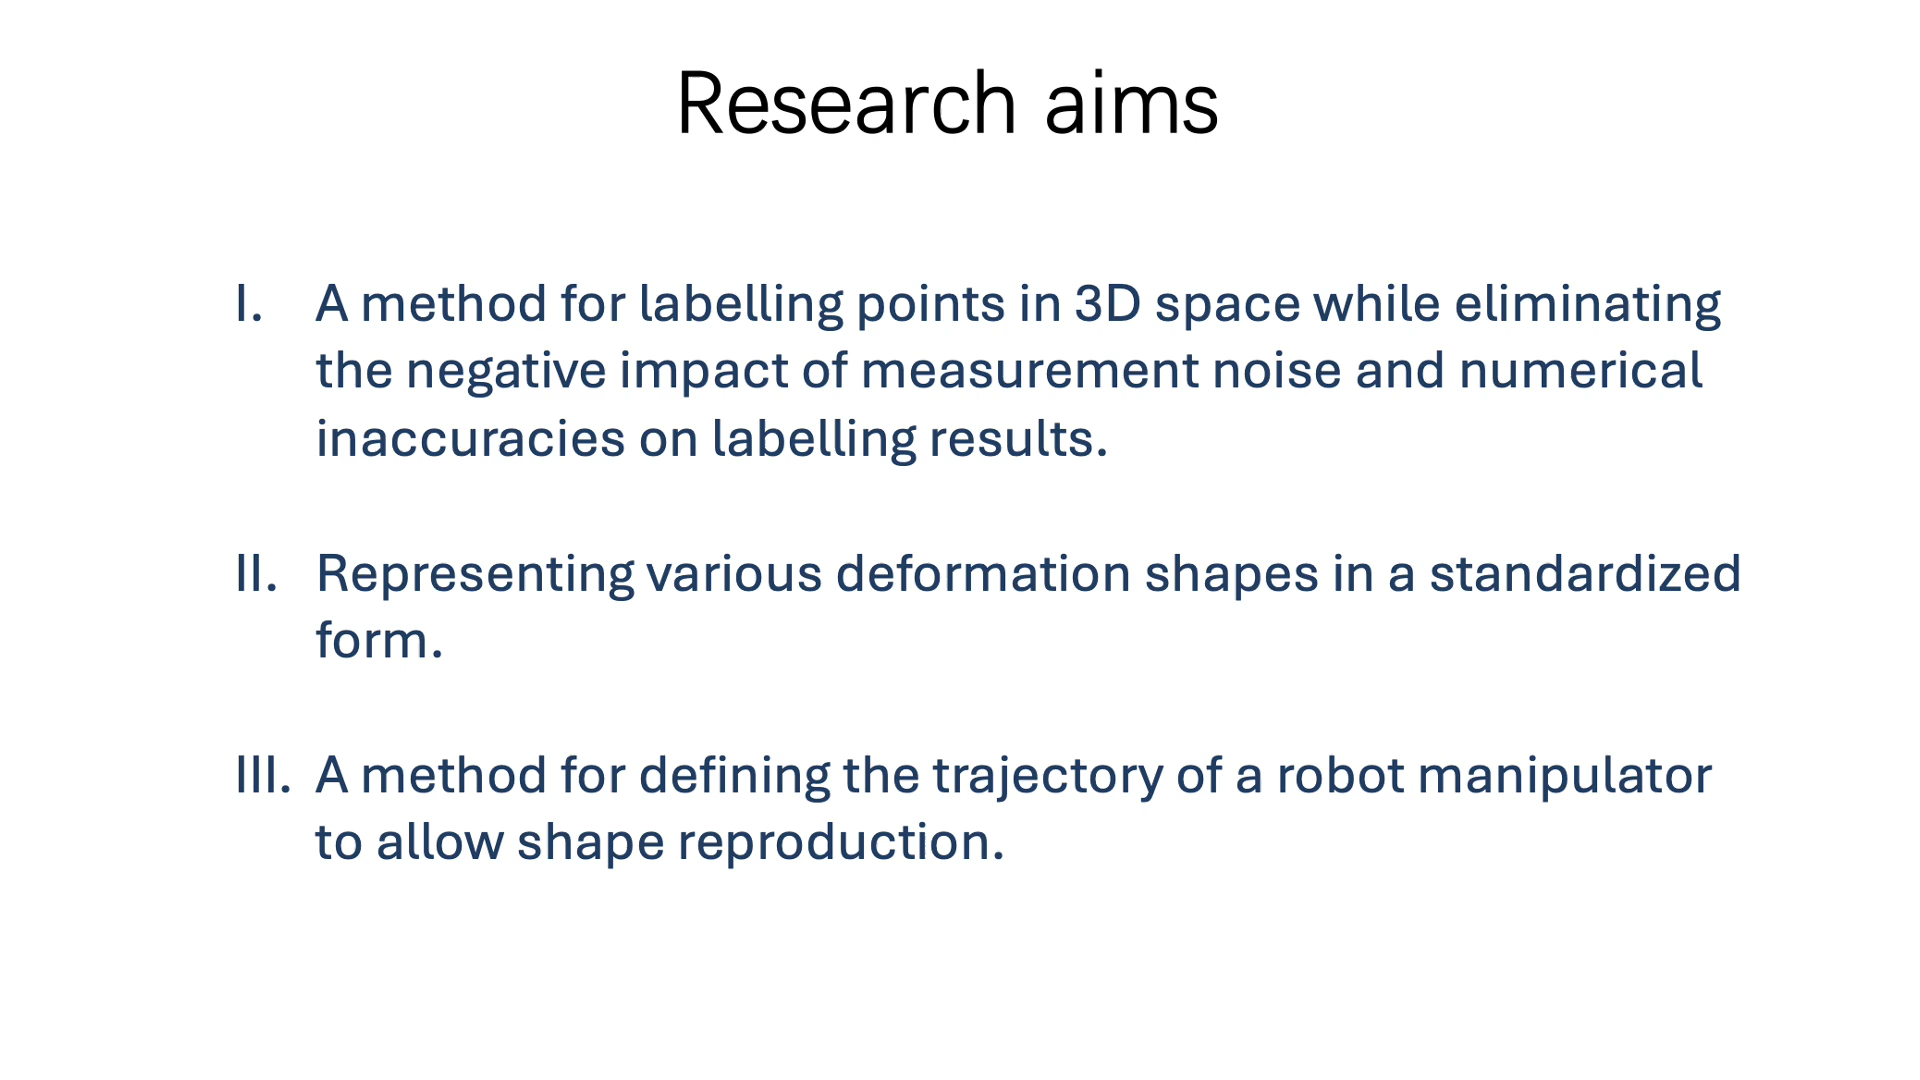 Research aims
I. A method for labelling points in 3D space while eliminating
the negative impact of measurement noise and numerical
inaccuracies on labelling results.
II. Representing various deformation shapes in a standardized
form.
III. A method for defining the trajectory of a robot manipulator
to allow shape reproduction.